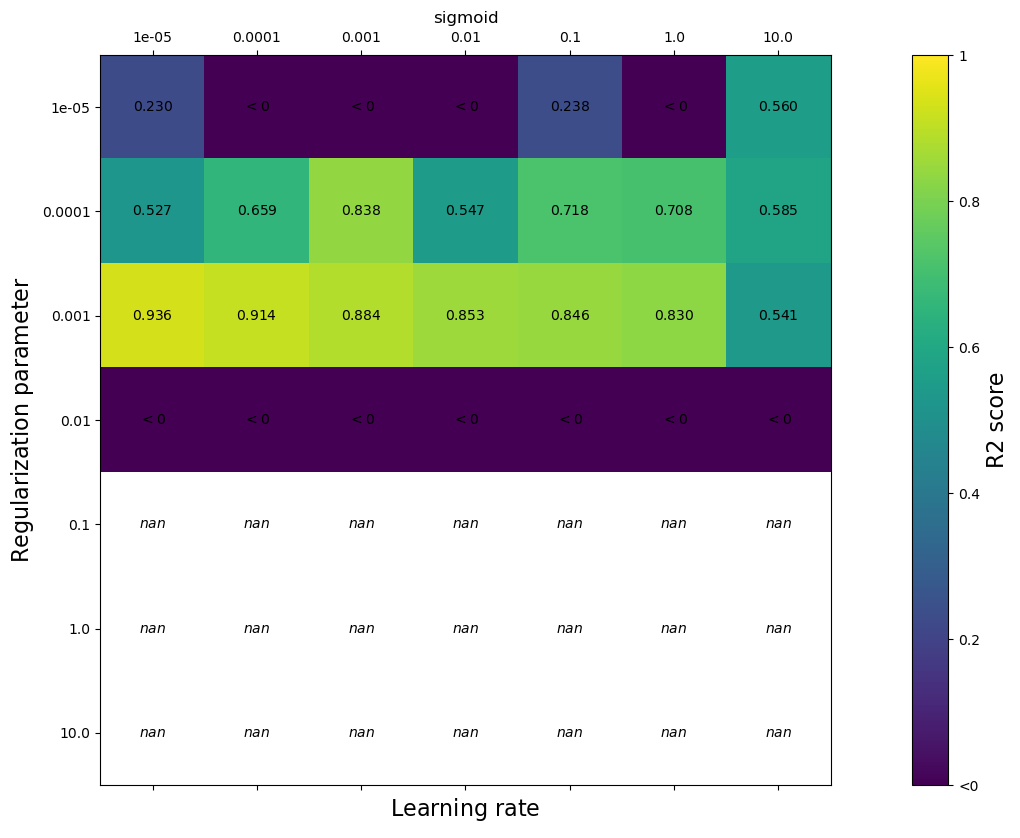 sigmoid
1e-05 0.0001 0.001 0.01 0.1 1.0 10.0
1e-05 0.230 < 0 < 0 < 0 0.238 < 0 0.560
0.0001 0.527 0.659 0.838 0.547 0.718 0.708 0.585
0.001 0.936 0.914 0.884 0.853 0.846 0.830 0.541
0.01 < 0 < 0 < 0 < 0 < 0 < 0 < 0
0.1 nan nan nan nan nan nan nan
1.0 nan nan nan nan nan nan nan
10.0 nan nan nan nan nan nan nan
Regularization parameter
Learning rate
1
0.8
0.6
0.4
0.2
<0
R2 score